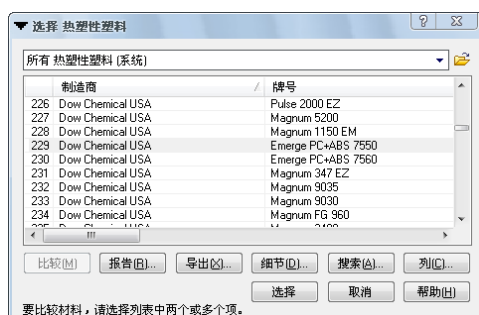 选择 热塑性塑料
所有 热塑性塑料 (系统)
制造商 牌号
226 Dow Chemical USA Pulse 2000 EZ
227 Dow Chemical USA Magnum 5200
228 Dow Chemical USA Magnum 1150 EM
229 Dow Chemical USA Emerge PC+ABS 7550
230 Dow Chemical USA Emerge PC+ABS 7560
231 Dow Chemical USA Magnum 347 EZ
232 Dow Chemical USA Magnum 9035
233 Dow Chemical USA Magnum 9030
234 Dow Chemical USA Magnum FG 960
比较(M) 报告(R)... 导出(X)... 细节(D)... 搜索(A)... 列(C)...
选择 取消 帮助(H)
要比较材料，请选择列表中两个或多个项。